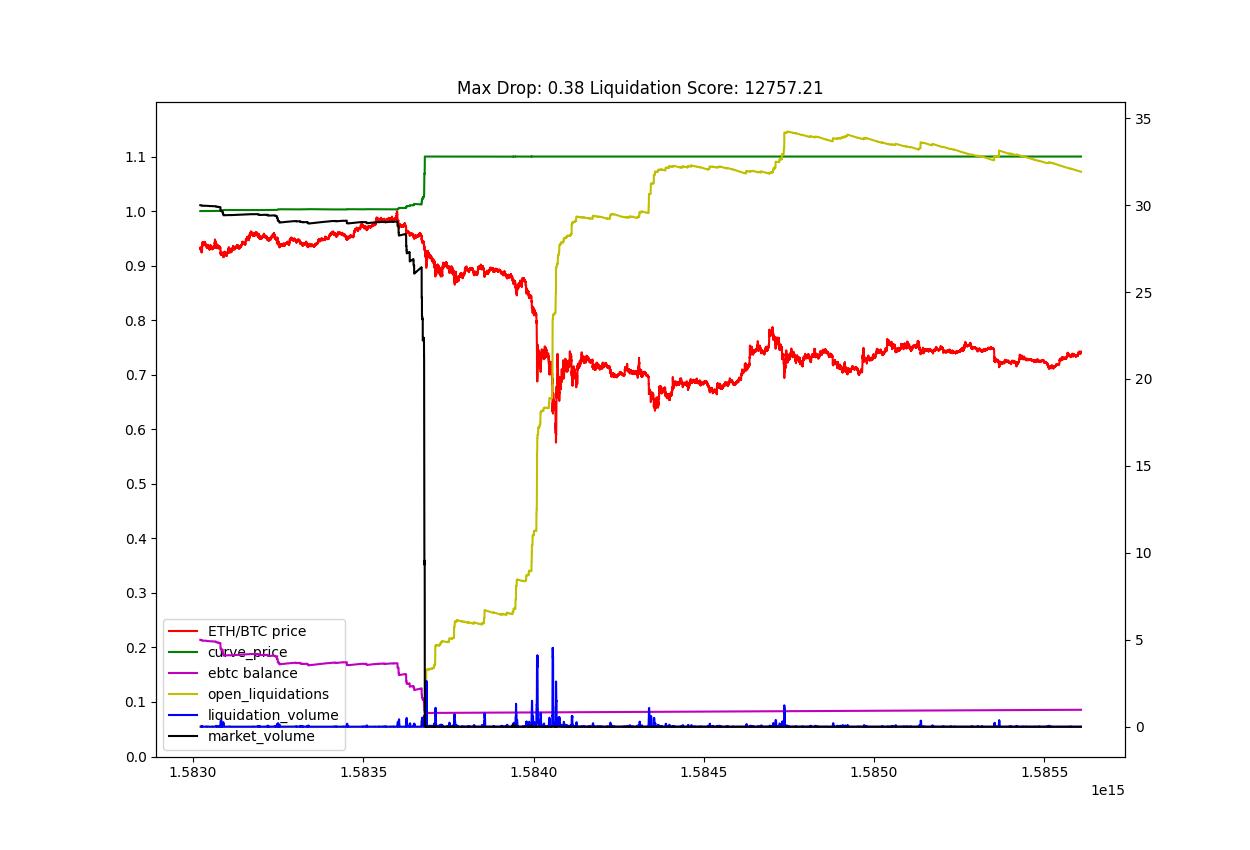 Max Drop: 0.38 Liquidation Score: 12757.21
1.1
1.0
0.9
0.8
0.7
0.6
0.5
0.4
0.3
0.2
0.1
0.0
35
30
25
20
15
10
5
0
ETH/BTC price
curve_price
ebtc balance
open_liquidations
liquidation_volume
market_volume
1.5830 1.5835 1.5840 1.5845 1.5850 1.5855
1e15